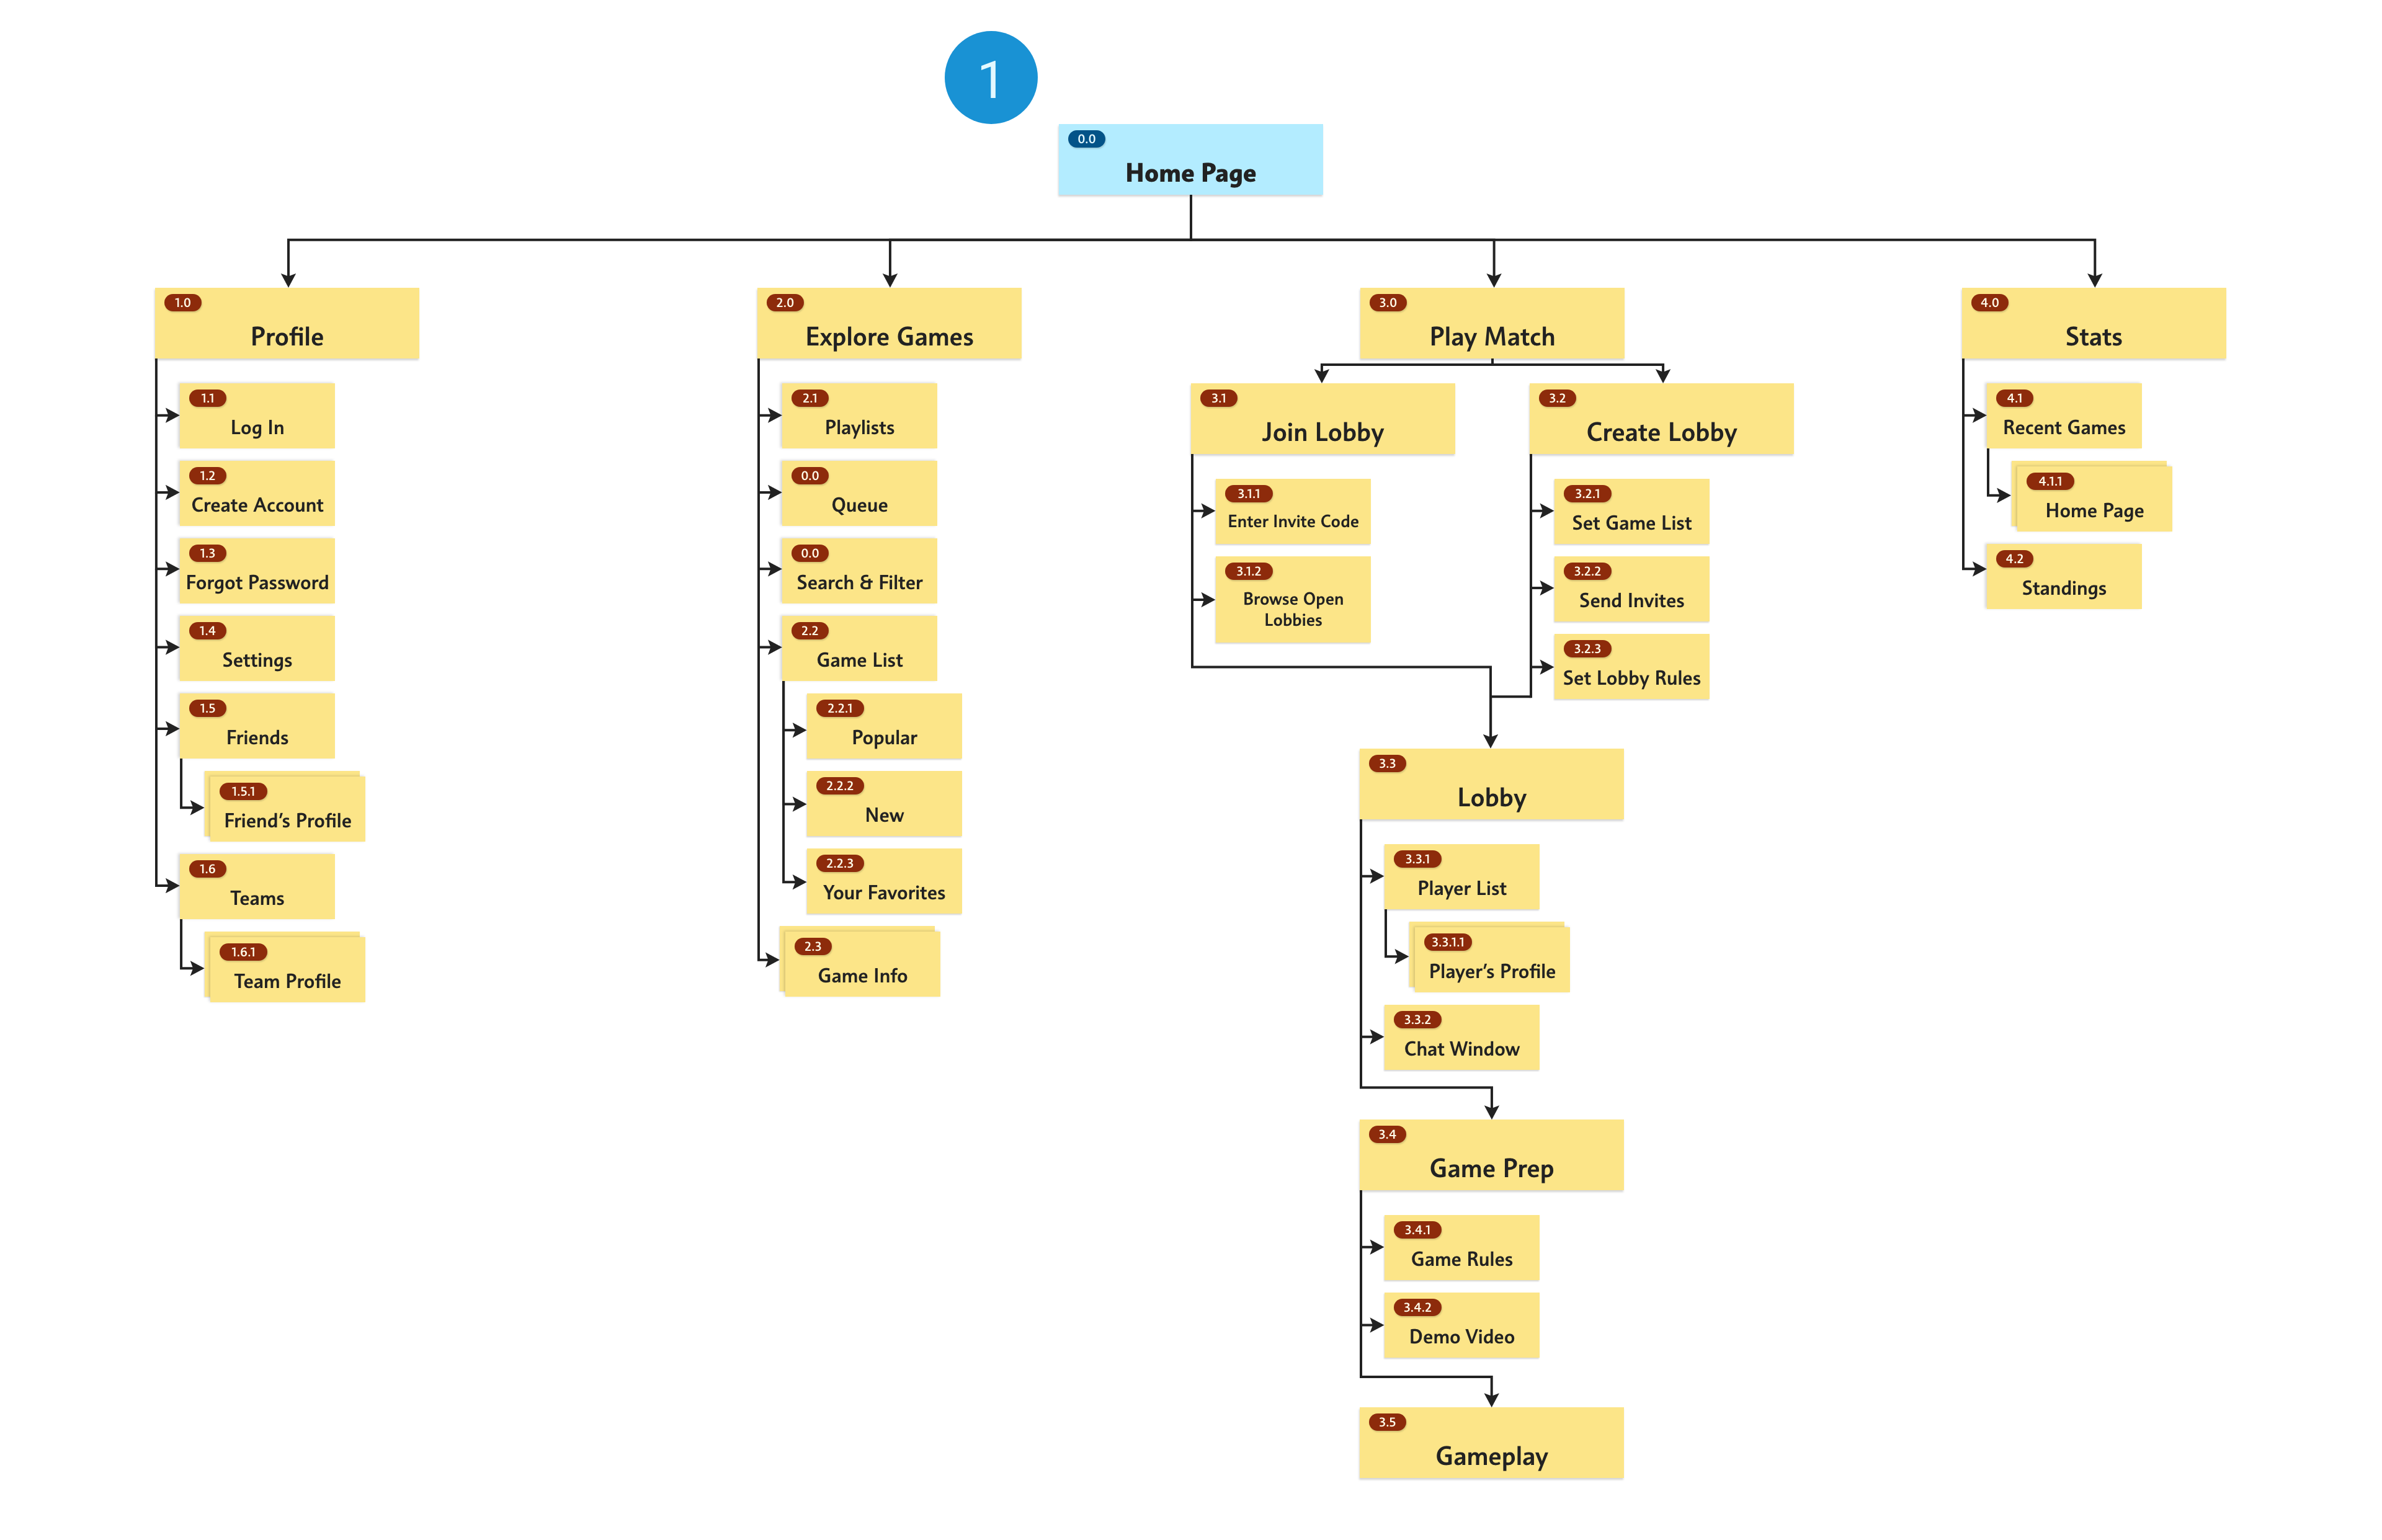 1
0.0
Home Page
1.0
Profile
1.1
Log In
1.2
Create Account
1.3
Forgot Password
1.4
Settings
1.5
Friends
1.5.1
Friend’s Profile
1.6
Teams
1.6.1
Team Profile
2.0
Explore Games
2.1
Playlists
0.0
Queue
0.0
Search & Filter
2.2
Game List
2.2.1
Popular
2.2.2
New
2.2.3
Your Favorites
2.3
Game Info
3.0
Play Match
3.1
Join Lobby
3.1.1
Enter Invite Code
3.1.2
Browse Open
Lobbies
3.2
Create Lobby
3.2.1
Set Game List
3.2.2
Send Invites
3.2.3
Set Lobby Rules
3.3
Lobby
3.3.1
Player List
3.3.1.1
Player’s Profile
3.3.2
Chat Window
3.4
Game Prep
3.4.1
Game Rules
3.4.2
Demo Video
3.5
Gameplay
4.0
Stats
4.1
Recent Games
4.1.1
Home Page
4.2
Standings